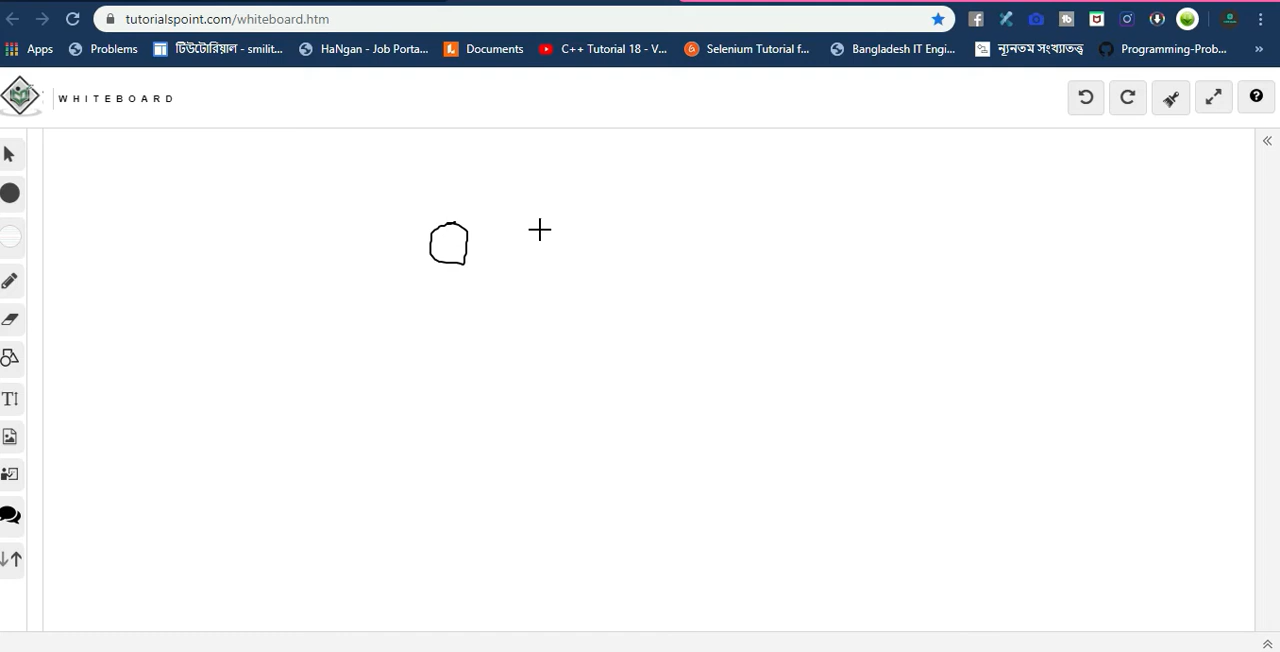 tutorialspoint.com/whiteboard.htm
Apps Problems টিউটোরিয়াল - smilit... HaNgan - Job Porta... Documents C++ Tutorial 18 - V... Selenium Tutorial f... Bangladesh IT Engi... ন্যূনতম সংখ্যাতত্ত্ব Programming-Prob... »
WHITEBOARD